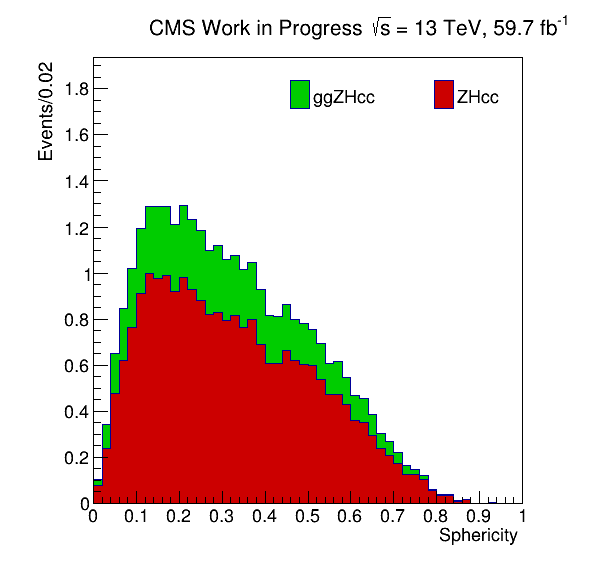 CMS Work in Progress √s = 13 TeV, 59.7 fb⁻¹
Events/0.02
ggZHcc
ZHcc
1.8
1.6
1.4
1.2
1
0.8
0.6
0.4
0.2
0
0 0.1 0.2 0.3 0.4 0.5 0.6 0.7 0.8 0.9 1
Sphericity